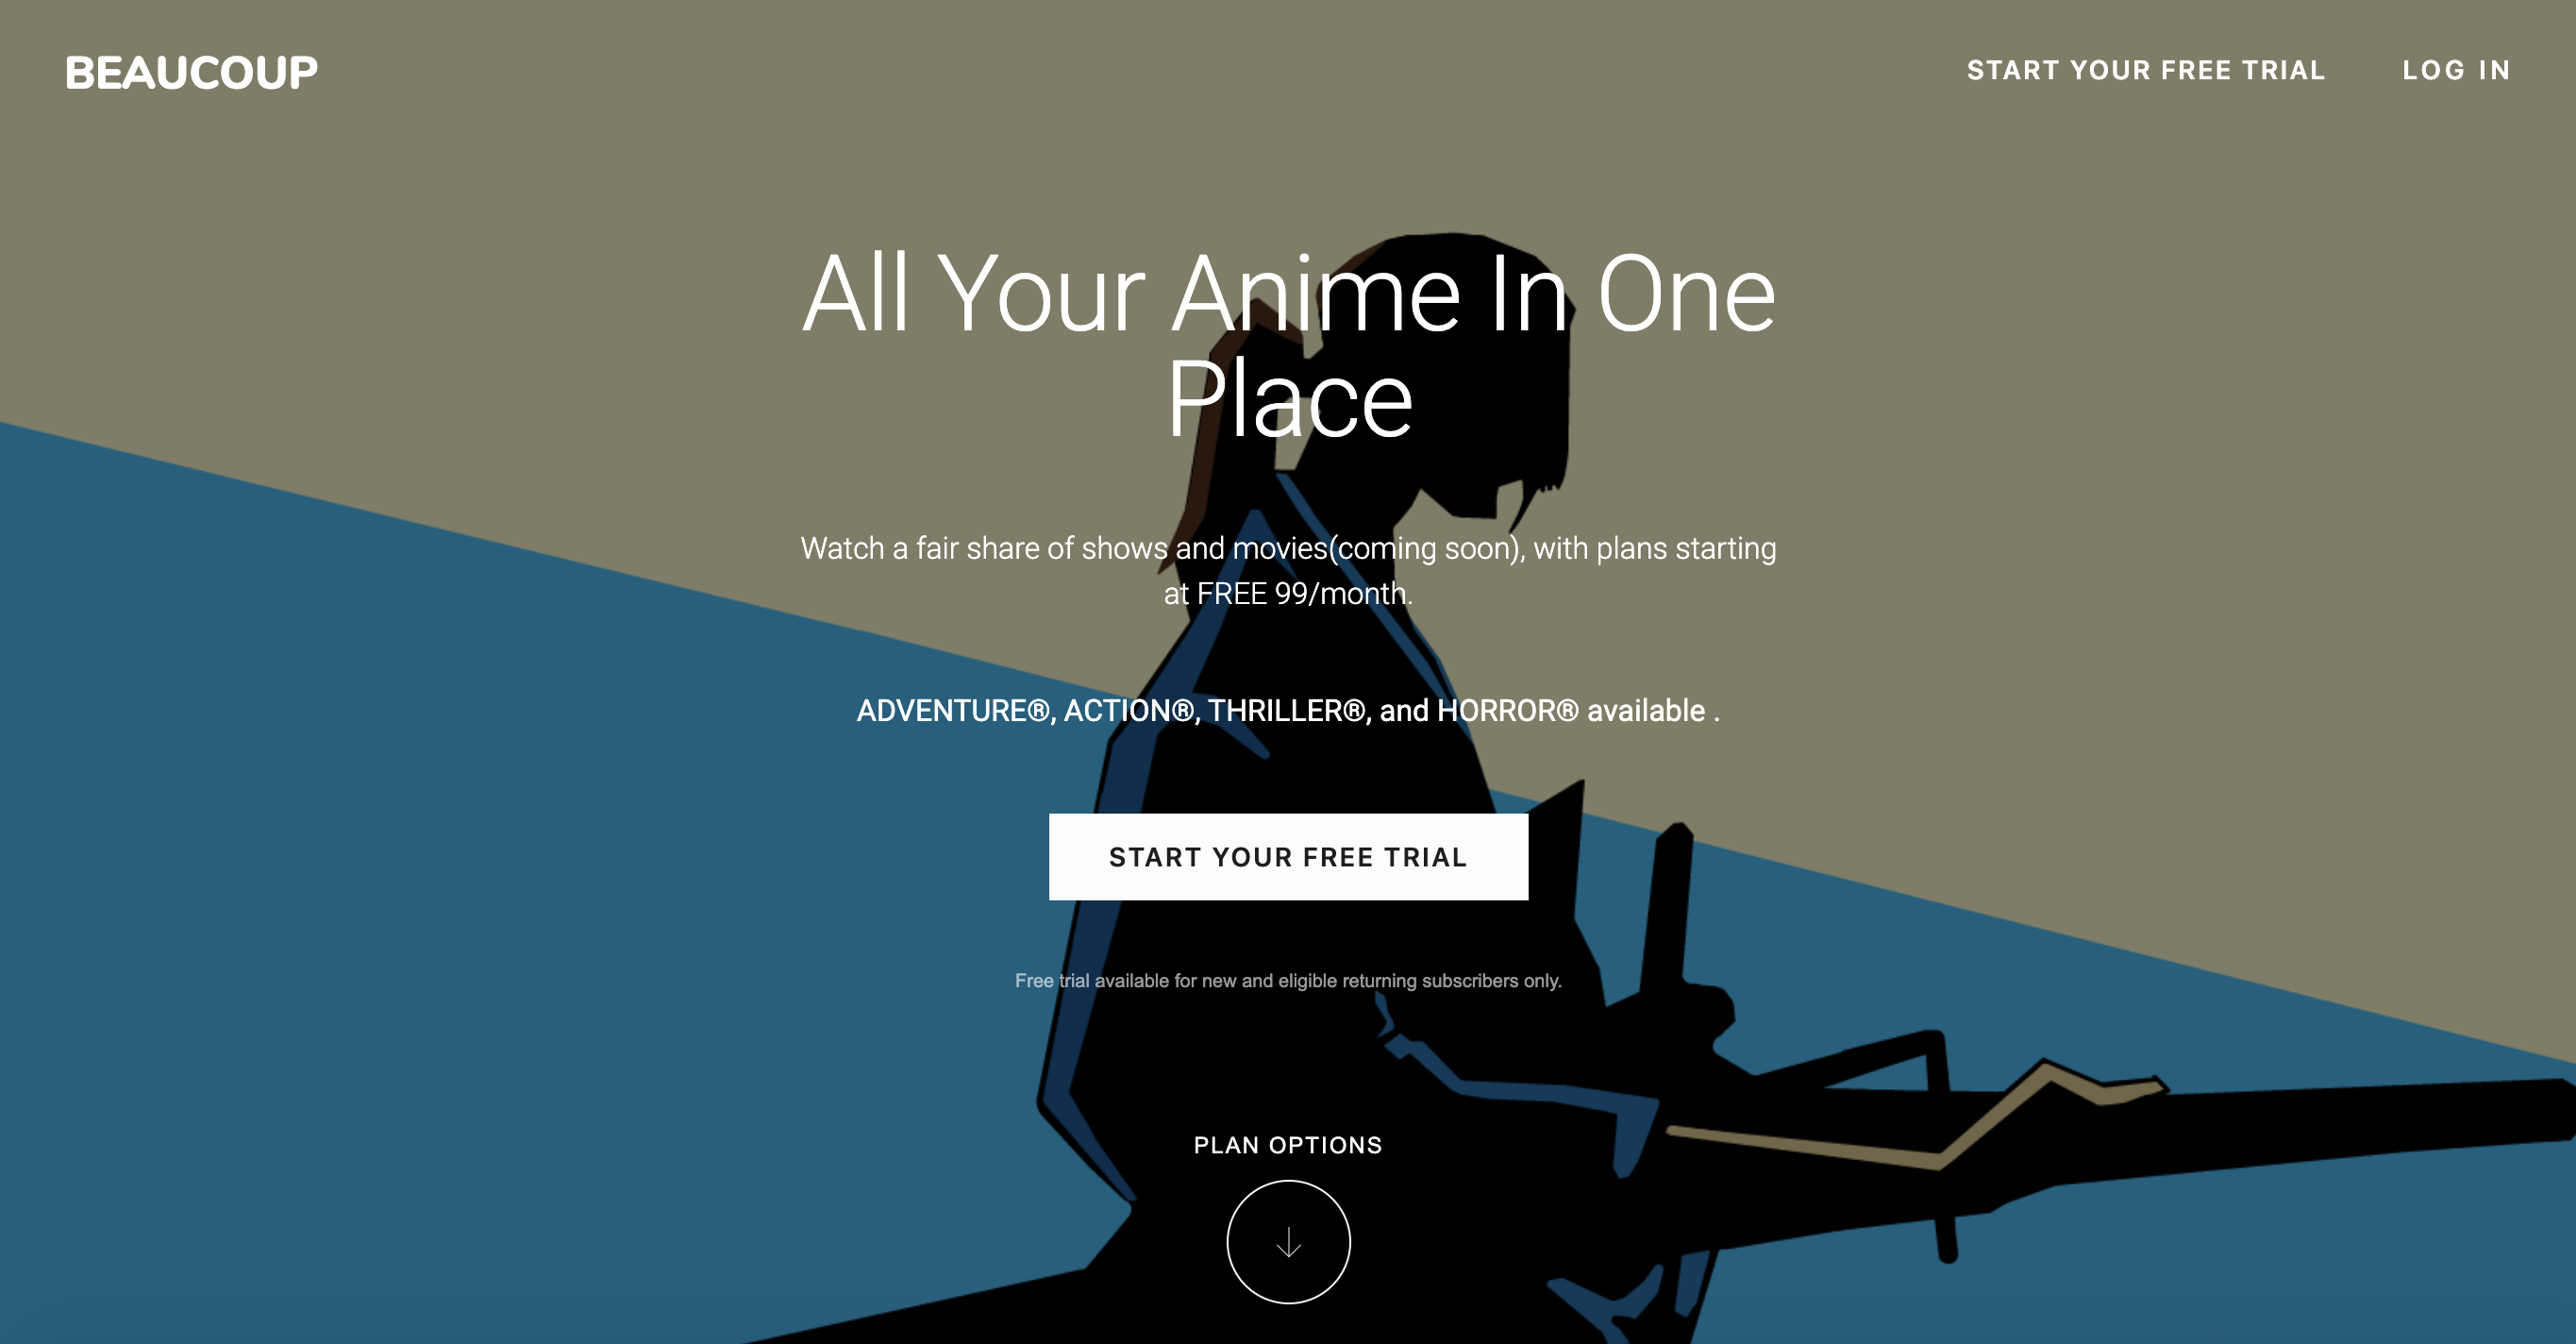 BEAUCOUP
START YOUR FREE TRIAL
LOG IN
All Your Anime In One
Place
Watch a fair share of shows and movies(coming soon), with plans starting
at FREE 99/month.
ADVENTURE®, ACTION®, THRILLER®, and HORROR® available .
START YOUR FREE TRIAL
Free trial available for new and eligible returning subscribers only.
PLAN OPTIONS